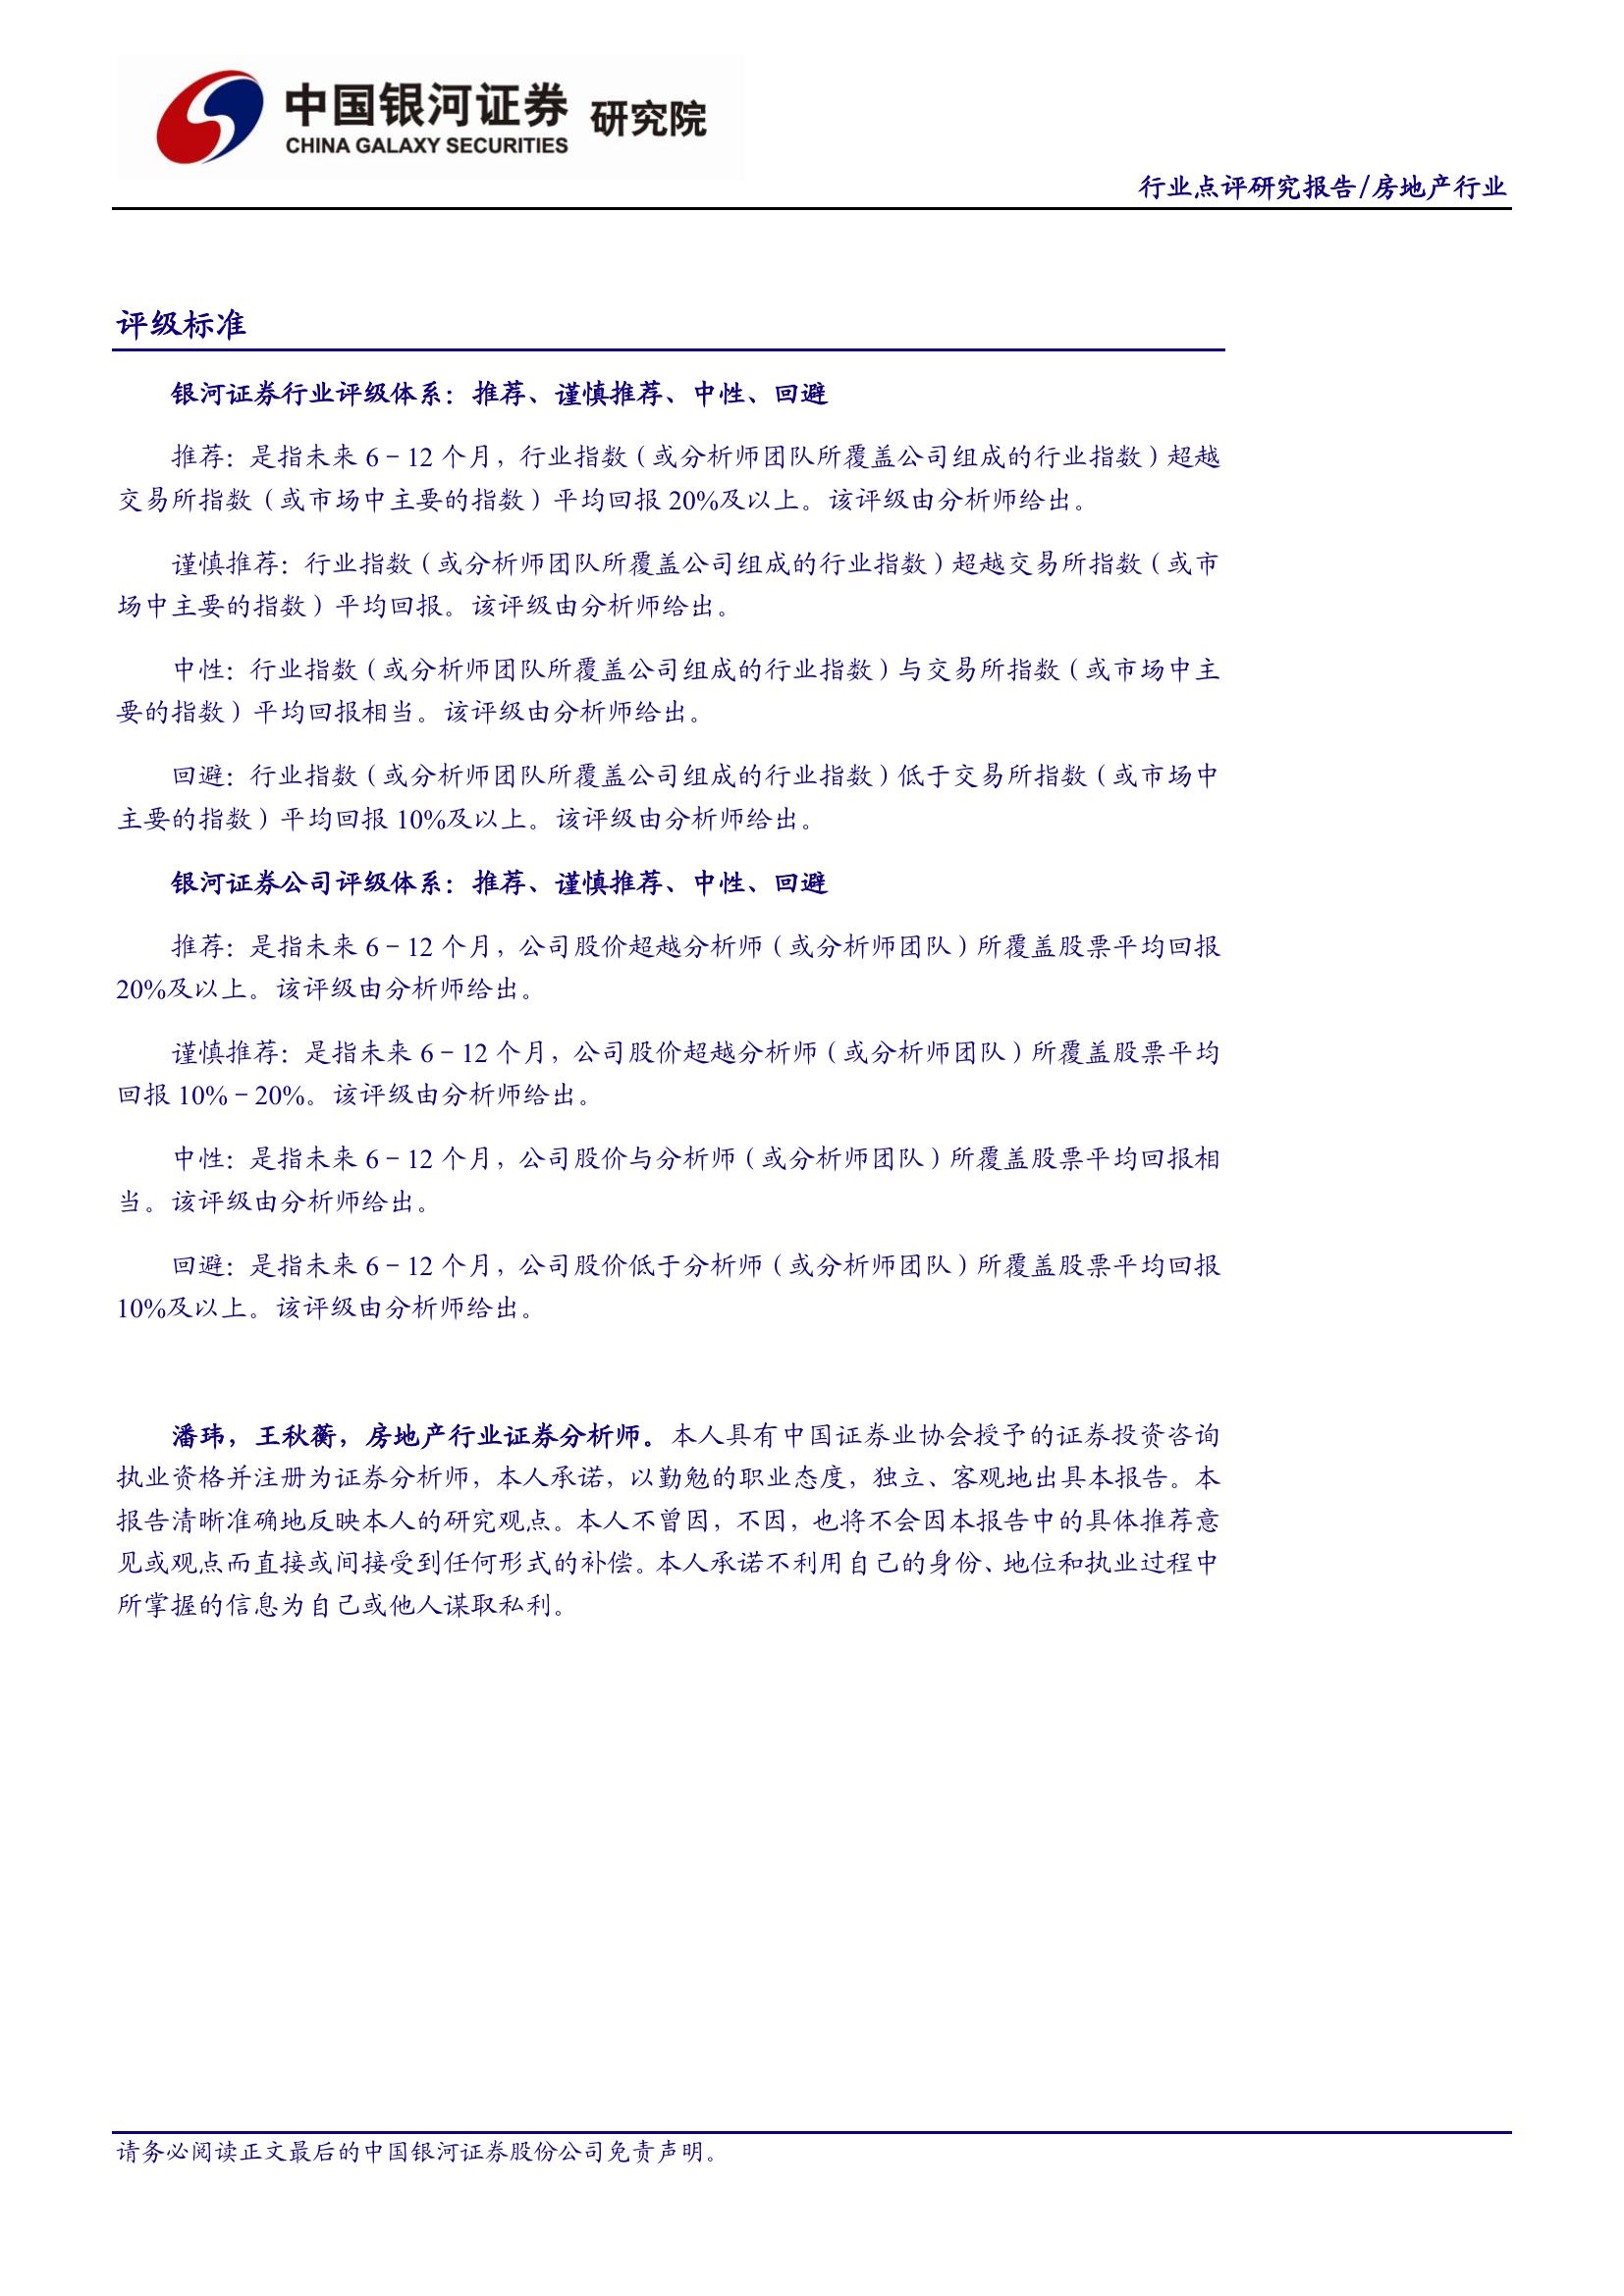 中国银河证券 研究院
CHINA GALAXY SECURITIES
行业点评研究报告/房地产行业
评级标准
银河证券行业评级体系：推荐、谨慎推荐、中性、回避
推荐：是指未来 6－12 个月，行业指数（或分析师团队所覆盖公司组成的行业指数）超越
交易所指数（或市场中主要的指数）平均回报 20%及以上。该评级由分析师给出。
谨慎推荐：行业指数（或分析师团队所覆盖公司组成的行业指数）超越交易所指数（或市
场中主要的指数）平均回报。该评级由分析师给出。
中性：行业指数（或分析师团队所覆盖公司组成的行业指数）与交易所指数（或市场中主
要的指数）平均回报相当。该评级由分析师给出。
回避：行业指数（或分析师团队所覆盖公司组成的行业指数）低于交易所指数（或市场中
主要的指数）平均回报 10%及以上。该评级由分析师给出。
银河证券公司评级体系：推荐、谨慎推荐、中性、回避
推荐：是指未来 6－12 个月，公司股价超越分析师（或分析师团队）所覆盖股票平均回报
20%及以上。该评级由分析师给出。
谨慎推荐：是指未来 6－12 个月，公司股价超越分析师（或分析师团队）所覆盖股票平均
回报 10%－20%。该评级由分析师给出。
中性：是指未来 6－12 个月，公司股价与分析师（或分析师团队）所覆盖股票平均回报相
当。该评级由分析师给出。
回避：是指未来 6－12 个月，公司股价低于分析师（或分析师团队）所覆盖股票平均回报
10%及以上。该评级由分析师给出。
潘玮，王秋蘅，房地产行业证券分析师。本人具有中国证券业协会授予的证券投资咨询
执业资格并注册为证券分析师，本人承诺，以勤勉的职业态度，独立、客观地出具本报告。本
报告清晰准确地反映本人的研究观点。本人不曾因，不因，也将不会因本报告中的具体推荐意
见或观点而直接或间接受到任何形式的补偿。本人承诺不利用自己的身份、地位和执业过程中
所掌握的信息为自己或他人谋取私利。
请务必阅读正文最后的中国银河证券股份公司免责声明。